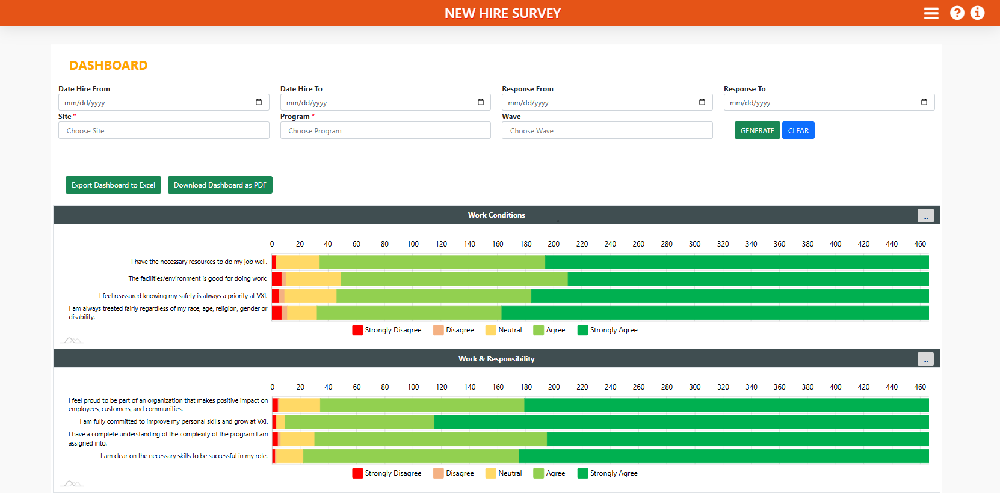 NEW HIRE SURVEY
DASHBOARD
Date Hire From Date Hire To Response From Response To
mm/dd/yyyy mm/dd/yyyy mm/dd/yyyy mm/dd/yyyy
Site * Program * Wave
Choose Site Choose Program Choose Wave GENERATE CLEAR
Export Dashboard to Excel Download Dashboard as PDF
Work Conditions ...
0 20 40 60 80 100 120 140 160 180 200 220 240 260 280 300 320 340 360 380 400 420 440 460
I have the necessary resources to do my job well.
The facilities/environment is good for doing work.
I feel reassured knowing my safety is always a priority at VXI.
I am always treated fairly regardless of my race, age, religion, gender or
disability.
Strongly Disagree Disagree Neutral Agree Strongly Agree
Work & Responsibility ...
0 20 40 60 80 100 120 140 160 180 200 220 240 260 280 300 320 340 360 380 400 420 440 460
I feel proud to be part of an organization that makes positive impact on
employees, customers, and communities.
I am fully committed to improve my personal skills and grow at VXI.
I have a complete understanding of the complexity of the program I am
assigned into.
I am clear on the necessary skills to be successful in my role.
Strongly Disagree Disagree Neutral Agree Strongly Agree